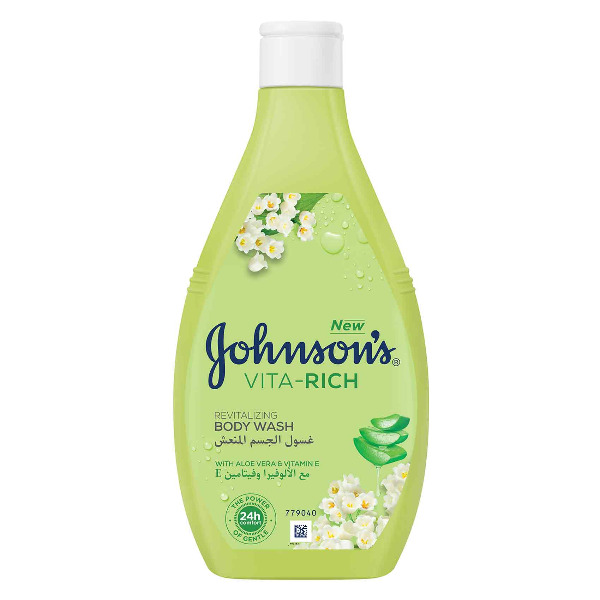 New
Johnson's®
VITA-RICH
REVITALIZING
BODY WASH
غسول الجسم المنعش
WITH ALOE VERA & VITAMIN E
مع الألوفيرا وفيتامين E
THE POWER
24h
comfort
OF GENTLE
779040